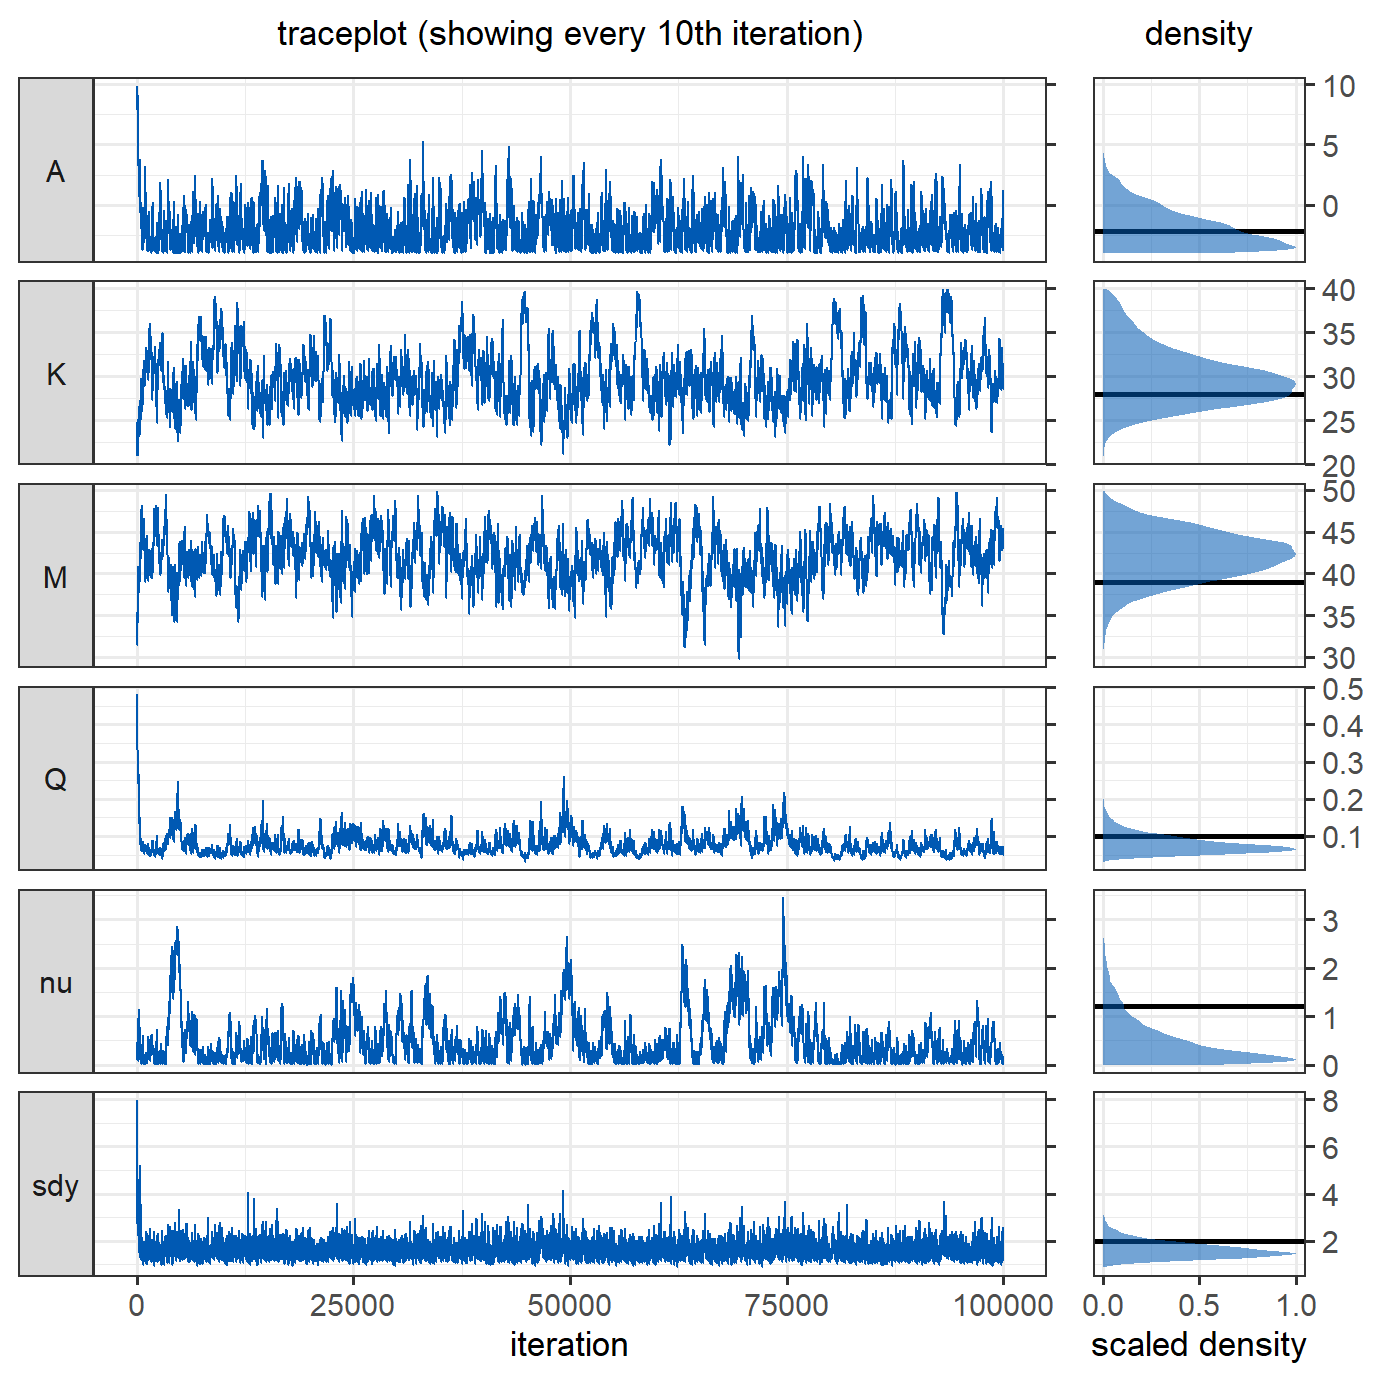 traceplot (showing every 10th iteration) density
A
10
5
0
K
40
35
30
25
20
M
50
45
40
35
30
Q
0.5
0.4
0.3
0.2
0.1
nu
3
2
1
0
sdy
8
6
4
2
0 25000 50000 75000 100000 0.0 0.5 1.0
iteration scaled density